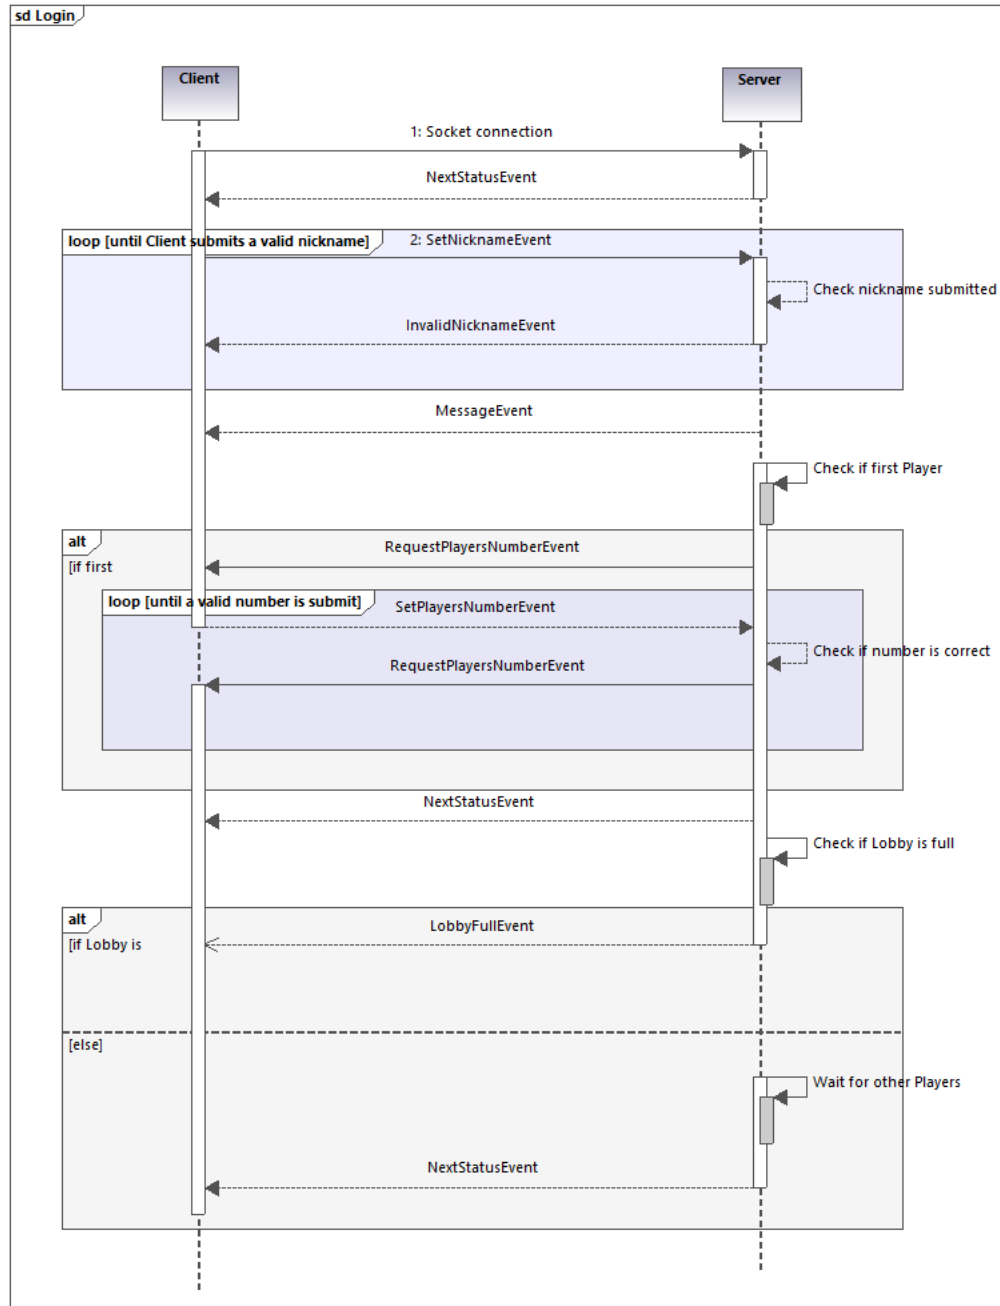 sd Login
Client
Server
1: Socket connection
NextStatusEvent
loop [until Client submits a valid nickname]
2: SetNicknameEvent
Check nickname submitted
InvalidNicknameEvent
MessageEvent
Check if first Player
alt
RequestPlayersNumberEvent
[if first
loop [until a valid number is submit]
SetPlayersNumberEvent
Check if number is correct
RequestPlayersNumberEvent
NextStatusEvent
Check if Lobby is full
alt
LobbyFullEvent
[if Lobby is
[else]
Wait for other Players
NextStatusEvent